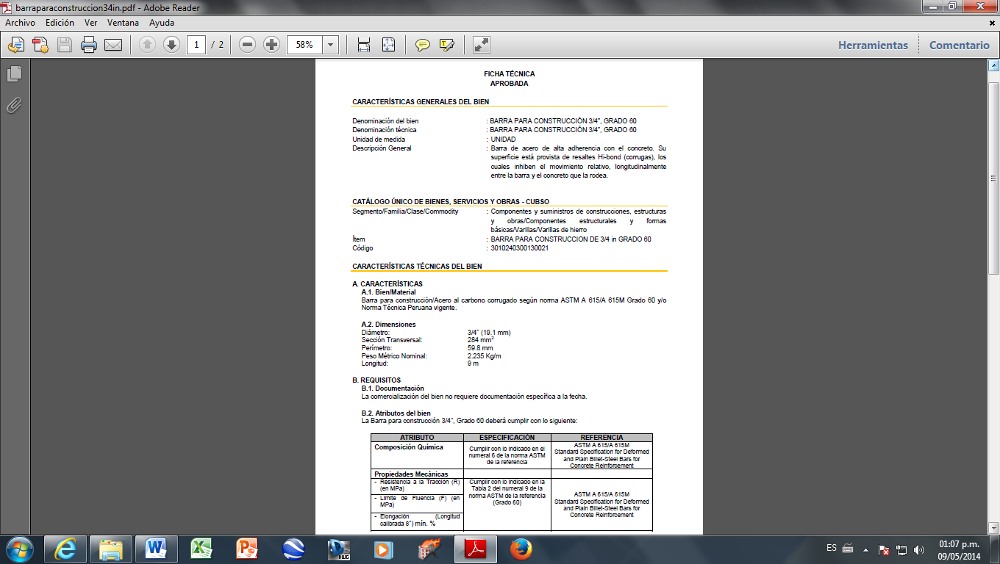 barraparaconstruccion34in.pdf - Adobe Reader
Archivo Edición Ver Ventana Ayuda
1 / 2 58% Herramientas Comentario
FICHA TÉCNICA
APROBADA
CARACTERÍSTICAS GENERALES DEL BIEN
Denominación del bien : BARRA PARA CONSTRUCCIÓN 3/4", GRADO 60
Denominación técnica : BARRA PARA CONSTRUCCIÓN 3/4", GRADO 60
Unidad de medida : UNIDAD
Descripción General : Barra de acero de alta adherencia con el concreto. Su
superficie está provista de resaltes Hi-bond (corrugas), los
cuales inhiben el movimiento relativo, longitudinalmente
entre la barra y el concreto que la rodea.
CATÁLOGO ÚNICO DE BIENES, SERVICIOS Y OBRAS - CUBSO
Segmento/Familia/Clase/Commodity : Componentes y suministros de construcciones, estructuras
y obras/Componentes estructurales y formas
básicas/Varillas/Varillas de hierro
Ítem : BARRA PARA CONSTRUCCION DE 3/4 in GRADO 60
Código : 3010240300130021
CARACTERÍSTICAS TÉCNICAS DEL BIEN
A. CARACTERÍSTICAS
A.1. Bien/Material
Barra para construcción/Acero al carbono corrugado según norma ASTM A 615/A 615M Grado 60 y/o
Norma Técnica Peruana vigente.
A.2. Dimensiones
Diámetro: 3/4" (19.1 mm)
Sección Transversal: 284 mm²
Perímetro: 59.8 mm
Peso Métrico Nominal: 2.235 Kg/m
Longitud: 9 m
B. REQUISITOS
B.1. Documentación
La comercialización del bien no requiere documentación específica a la fecha.
B.2. Atributos del bien
La Barra para construcción 3/4", Grado 60 deberá cumplir con lo siguiente:
ATRIBUTO ESPECIFICACIÓN REFERENCIA
Composición Química
Cumplir con lo indicado en el
numeral 6 de la norma ASTM
de la referencia
ASTM A 615/A 615M
Standard Specification for Deformed
and Plain Billet-Steel Bars for
Concrete Reinforcement
Propiedades Mecánicas
- Resistencia a la Tracción (R)
(en MPa)
- Límite de Fluencia (F) (en
MPa)
- Elongación (Longitud
calibrada 8") mín. %
Cumplir con lo indicado en la
Tabla 2 del numeral 9 de la
norma ASTM de la referencia
(Grado 60)
ASTM A 615/A 615M
Standard Specification for Deformed
and Plain Billet-Steel Bars for
Concrete Reinforcement
DWG
ES
01:07 p.m.
09/05/2014